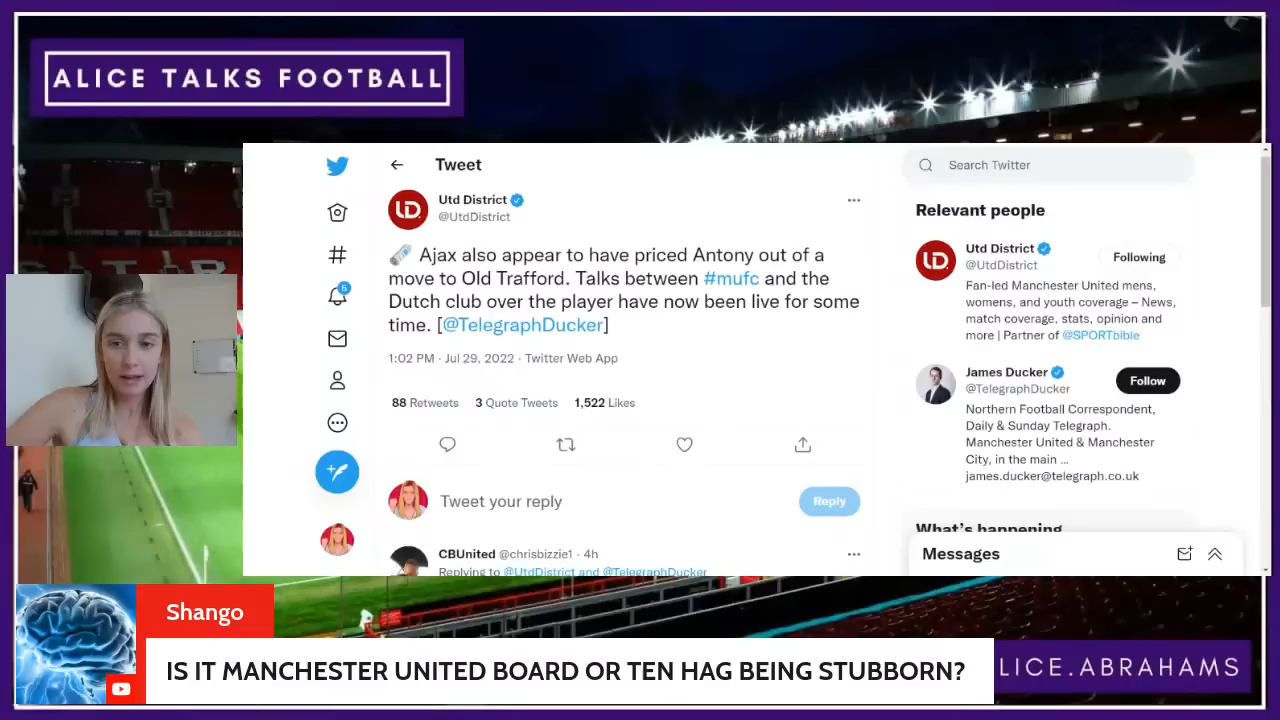 ALICE TALKS FOOTBALL
Tweet
Search Twitter
Utd District
@UtdDistrict
Ajax also appear to have priced Antony out of a
move to Old Trafford. Talks between #mufc and the
Dutch club over the player have now been live for some
time. [@TelegraphDucker]
1:02 PM · Jul 29, 2022 · Twitter Web App
88 Retweets 3 Quote Tweets 1,522 Likes
Tweet your reply
Reply
CBUnited @chrisbizzie1 · 4h
Replying to @UtdDistrict and @TelegraphDucker
5
Relevant people
Utd District
@UtdDistrict
Following
Fan-led Manchester United mens,
womens, and youth coverage – News,
match coverage, stats, opinion and
more | Partner of @SPORTbible
James Ducker
@TelegraphDucker
Follow
Northern Football Correspondent,
Daily & Sunday Telegraph.
Manchester United & Manchester
City, in the main ...
james.ducker@telegraph.co.uk
What's happening
Messages
Shango
IS IT MANCHESTER UNITED BOARD OR TEN HAG BEING STUBBORN?
LICE.ABRAHAMS